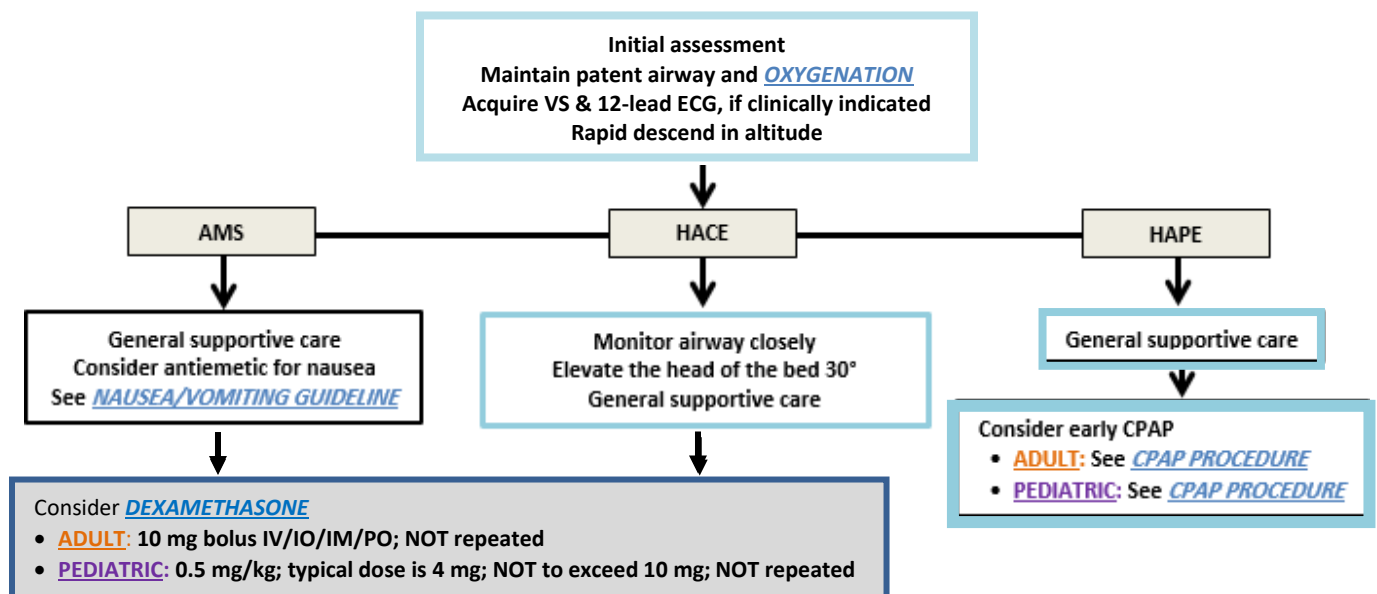 Initial assessment
Maintain patent airway and OXYGENATION
Acquire VS & 12-lead ECG, if clinically indicated
Rapid descend in altitude
AMS
HACE
HAPE
General supportive care
Consider antiemetic for nausea
See NAUSEA/VOMITING GUIDELINE
Monitor airway closely
Elevate the head of the bed 30°
General supportive care
General supportive care
Consider early CPAP
• ADULT: See CPAP PROCEDURE
• PEDIATRIC: See CPAP PROCEDURE
Consider DEXAMETHASONE
• ADULT: 10 mg bolus IV/IO/IM/PO; NOT repeated
• PEDIATRIC: 0.5 mg/kg; typical dose is 4 mg; NOT to exceed 10 mg; NOT repeated